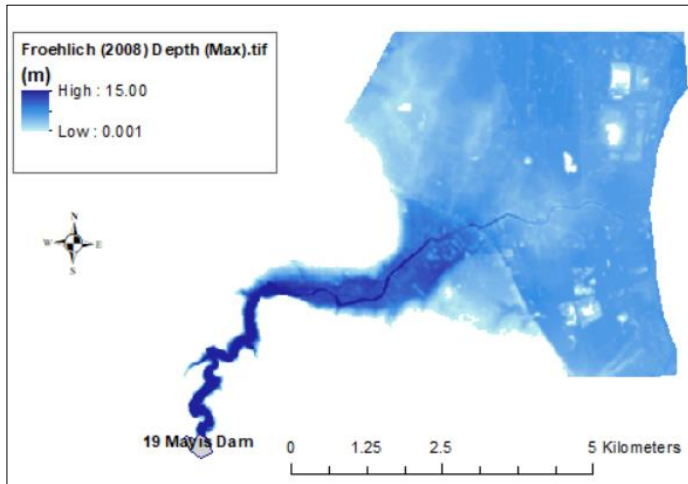 Froehlich (2008) Depth (Max).tif
(m)
High : 15.00
Low : 0.001
N
W E
S
19 Mayis Dam
0 1.25 2.5 5 Kilometers